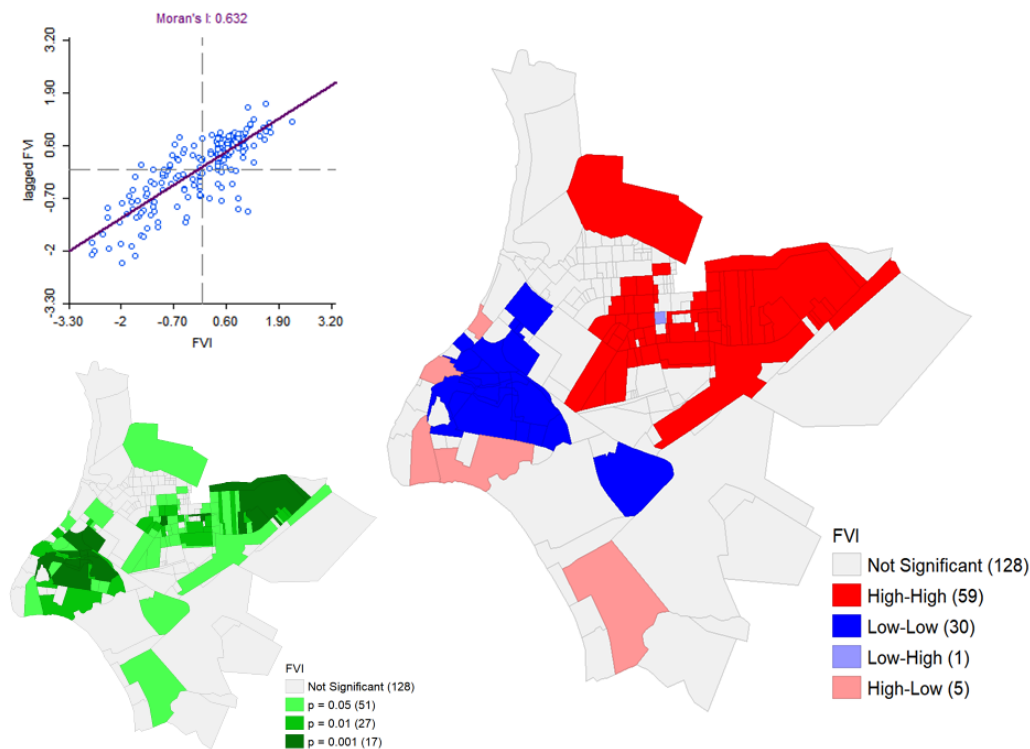 Moran's I: 0.632
3.20
1.90
0.60
-0.70
-2
-3.30
lagged FVI
-3.30 -2 -0.70 0.60 1.90 3.20
FVI
FVI
Not Significant (128)
High-High (59)
Low-Low (30)
Low-High (1)
High-Low (5)
FVI
Not Significant (128)
p = 0.05 (51)
p = 0.01 (27)
p = 0.001 (17)